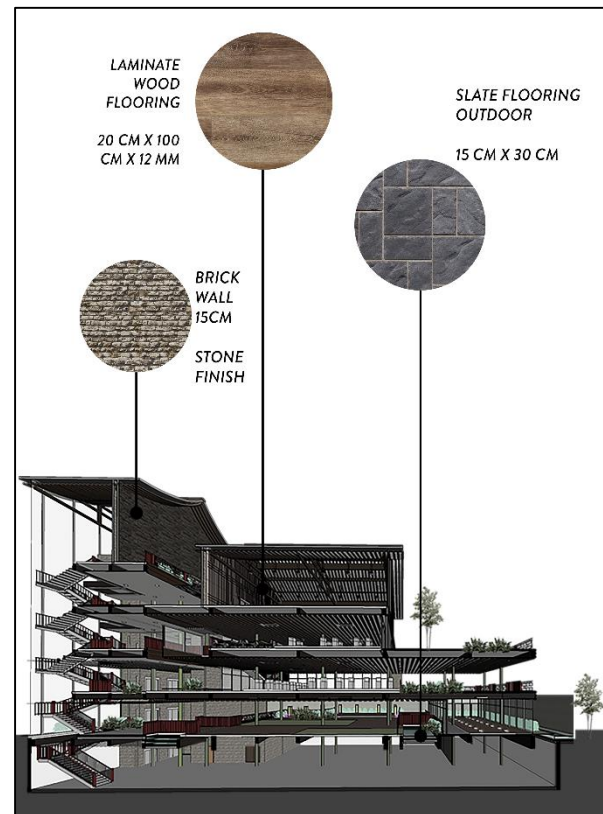 LAMINATE
WOOD
FLOORING
20 CM X 100
CM X 12 MM
SLATE FLOORING
OUTDOOR
15 CM X 30 CM
BRICK
WALL
15CM
STONE
FINISH